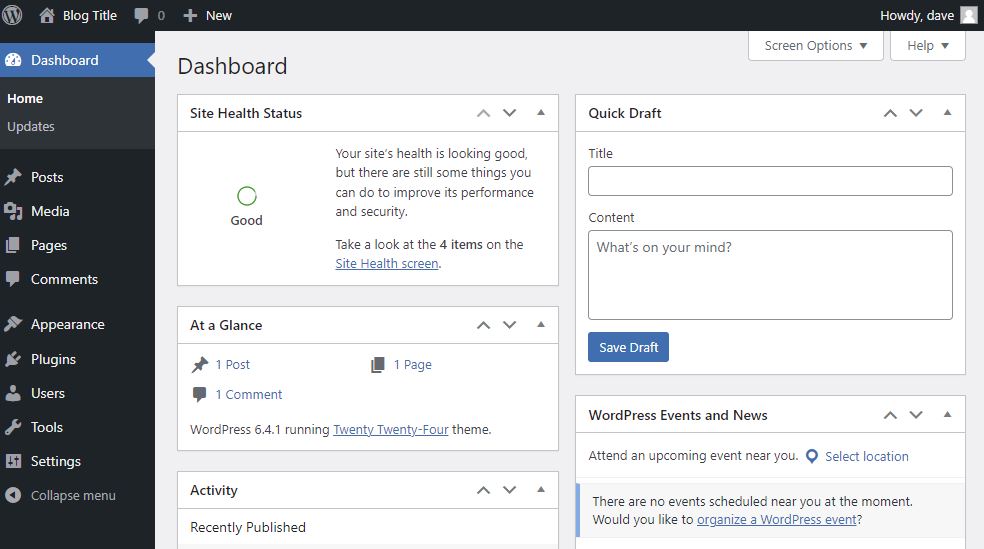 Blog Title 0 New Howdy, dave
Screen Options Help
Dashboard
Home
Updates
Posts
Media
Pages
Comments
Appearance
Plugins
Users
Tools
Settings
Collapse menu
Dashboard
Site Health Status
Good
Your site's health is looking good,
but there are still some things you
can do to improve its performance
and security.
Take a look at the 4 items on the
Site Health screen.
At a Glance
1 Post 1 Page
1 Comment
WordPress 6.4.1 running Twenty Twenty-Four theme.
Activity
Recently Published
Quick Draft
Title
Content
What's on your mind?
Save Draft
WordPress Events and News
Attend an upcoming event near you. Select location
There are no events scheduled near you at the moment.
Would you like to organize a WordPress event?